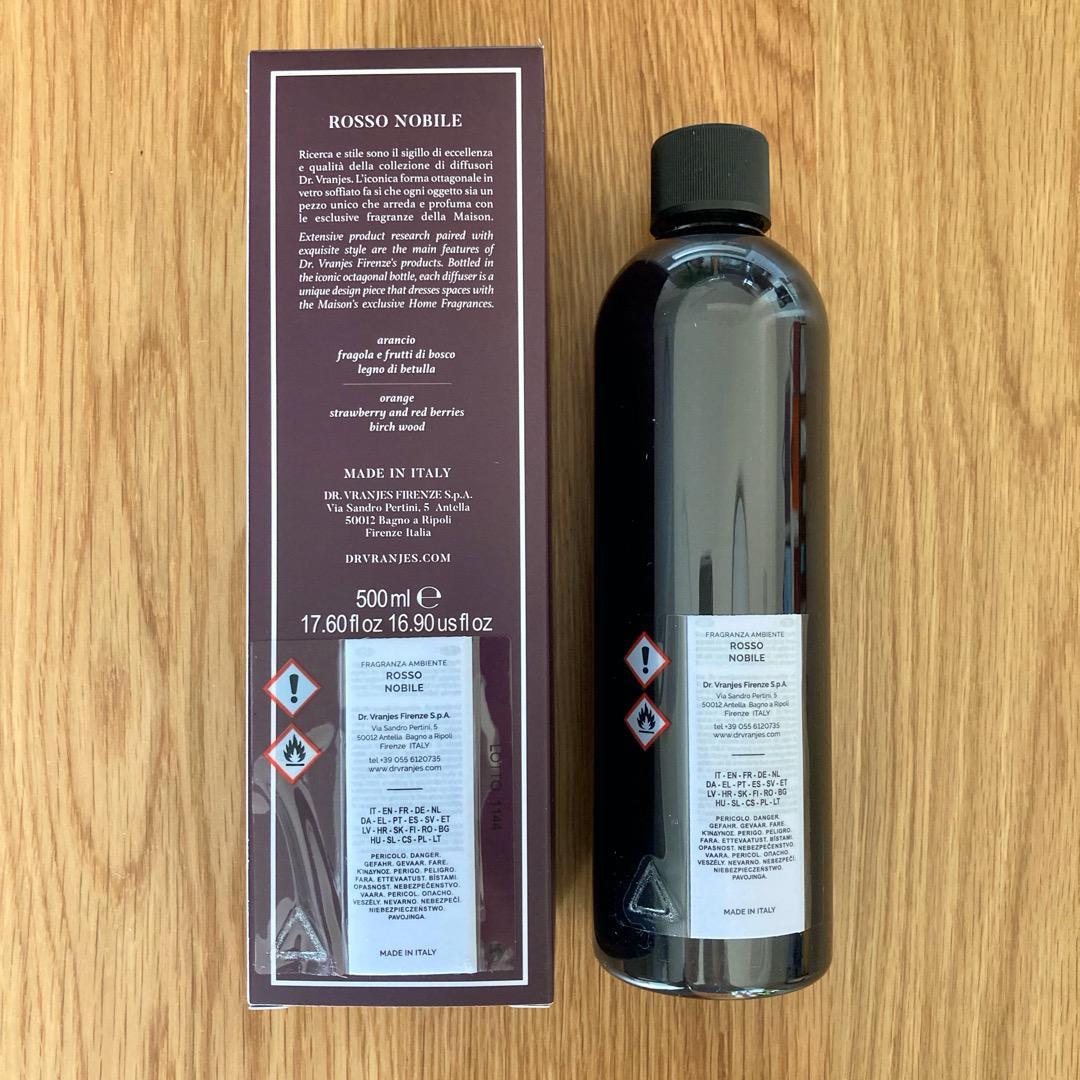 ROSSO NOBILE
Ricerca e stile sono il sigillo di eccellenza
e qualità della collezione di diffusori
Dr. Vranjes. L'iconica forma ottagonale in
vetro soffiato fa sì che ogni oggetto sia un
pezzo unico che arreda e profuma con
le esclusive fragranze della Maison.
Extensive product research paired with
exquisite style are the main features of
Dr. Vranjes Firenze's products. Bottled in
the iconic octagonal bottle, each diffuser is a
unique design piece that dresses spaces with
the Maison's exclusive Home Fragrances.
arancio
fragola e frutti di bosco
legno di betulla
orange
strawberry and red berries
birch wood
MADE IN ITALY
DR. VRANJES FIRENZE S.p.A.
Via Sandro Pertini, 5 Antella
50012 Bagno a Ripoli
Firenze Italia
DRVRANJES.COM
500 ml ℮
17.60 fl oz 16.90 us fl oz
FRAGRANZA AMBIENTE
ROSSO
NOBILE
Dr. Vranjes Firenze S.p.A.
Via Sandro Pertini, 5
50012 Antella Bagno a Ripoli
Firenze ITALY
tel +39 055 6120735
www.drvranjes.com
IT - EN - FR - DE - NL
DA - EL - PT - ES - SV - ET
LV - HR - SK - FI - RO - BG
HU - SL - CS - PL - LT
PERICOLO. DANGER.
GEFAHR. GEVAAR. FARE.
ΚΊΝΔΥΝΟΣ. PERIGO. PELIGRO.
FARA. ETTEVAATUST. BĪSTAMI.
OPASNOST. NEBEZPEČENSTVO.
VAARA. PERICOL. ОПАСНО.
VESZÉLY. NEVARNO. NEBEZPEČÍ.
NIEBEZPIECZEŃSTWO.
PAVOJINGA.
MADE IN ITALY
LOTTO 1144
FRAGRANZA AMBIENTE
ROSSO
NOBILE
Dr. Vranjes Firenze S.p.A.
Via Sandro Pertini, 5
50012 Antella Bagno a Ripoli
Firenze ITALY
tel +39 055 6120735
www.drvranjes.com
IT - EN - FR - DE - NL
DA - EL - PT - ES - SV - ET
LV - HR - SK - FI - RO - BG
HU - SL - CS - PL - LT
PERICOLO. DANGER.
GEFAHR. GEVAAR. FARE.
ΚΊΝΔΥΝΟΣ. PERIGO. PELIGRO.
FARA. ETTEVAATUST. BĪSTAMI.
OPASNOST. NEBEZPEČENSTVO.
VAARA. PERICOL. ОПАСНО.
VESZÉLY. NEVARNO. NEBEZPEČÍ.
NIEBEZPIECZEŃSTWO.
PAVOJINGA.
MADE IN ITALY